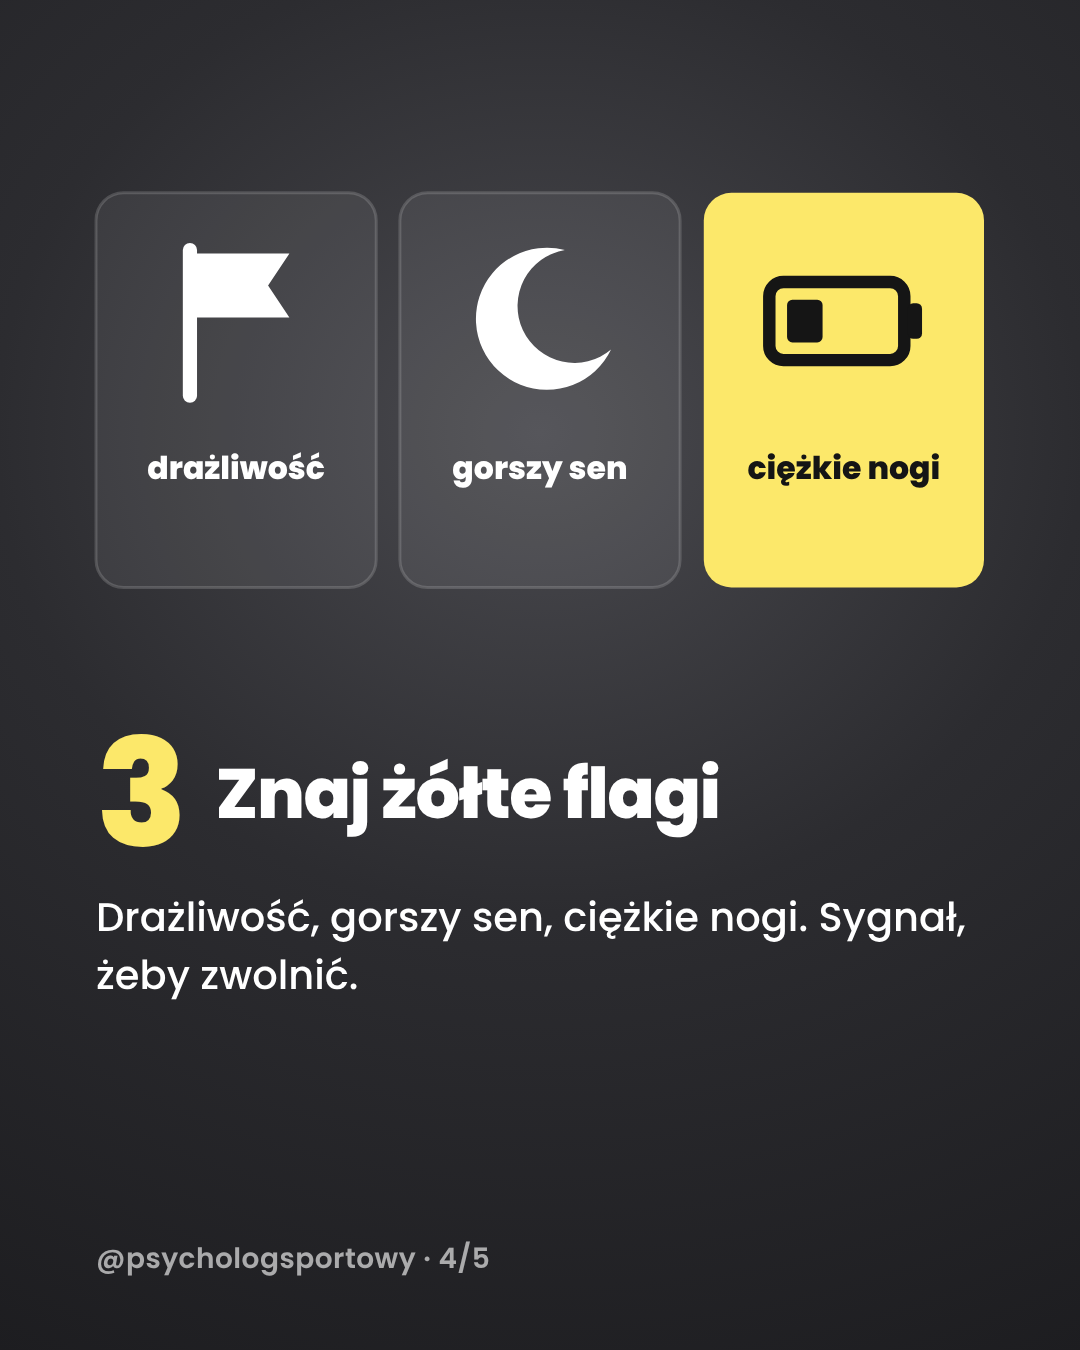 drażliwość
gorszy sen
ciężkie nogi
3 Znaj żółte flagi
Drażliwość, gorszy sen, ciężkie nogi. Sygnał,
żeby zwolnić.
@psychologsportowy · 4/5